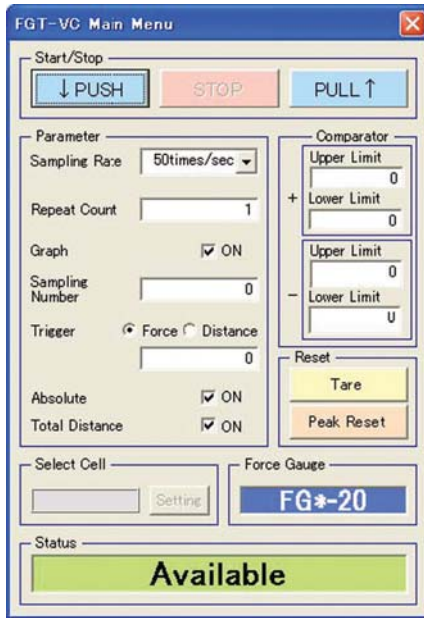 FGT-VC Main Menu
Start/Stop
↓PUSH
STOP
PULL↑
Parameter
Sampling Rate 50times/sec
Repeat Count 1
Graph ON
Sampling
Number 0
Trigger Force Distance
0
Absolute ON
Total Distance ON
Comparator
Upper Limit
0
+ Lower Limit
0
Upper Limit
0
- Lower Limit
0
Reset
Tare
Peak Reset
Select Cell
Setting
Force Gauge
FG*-20
Status
Available